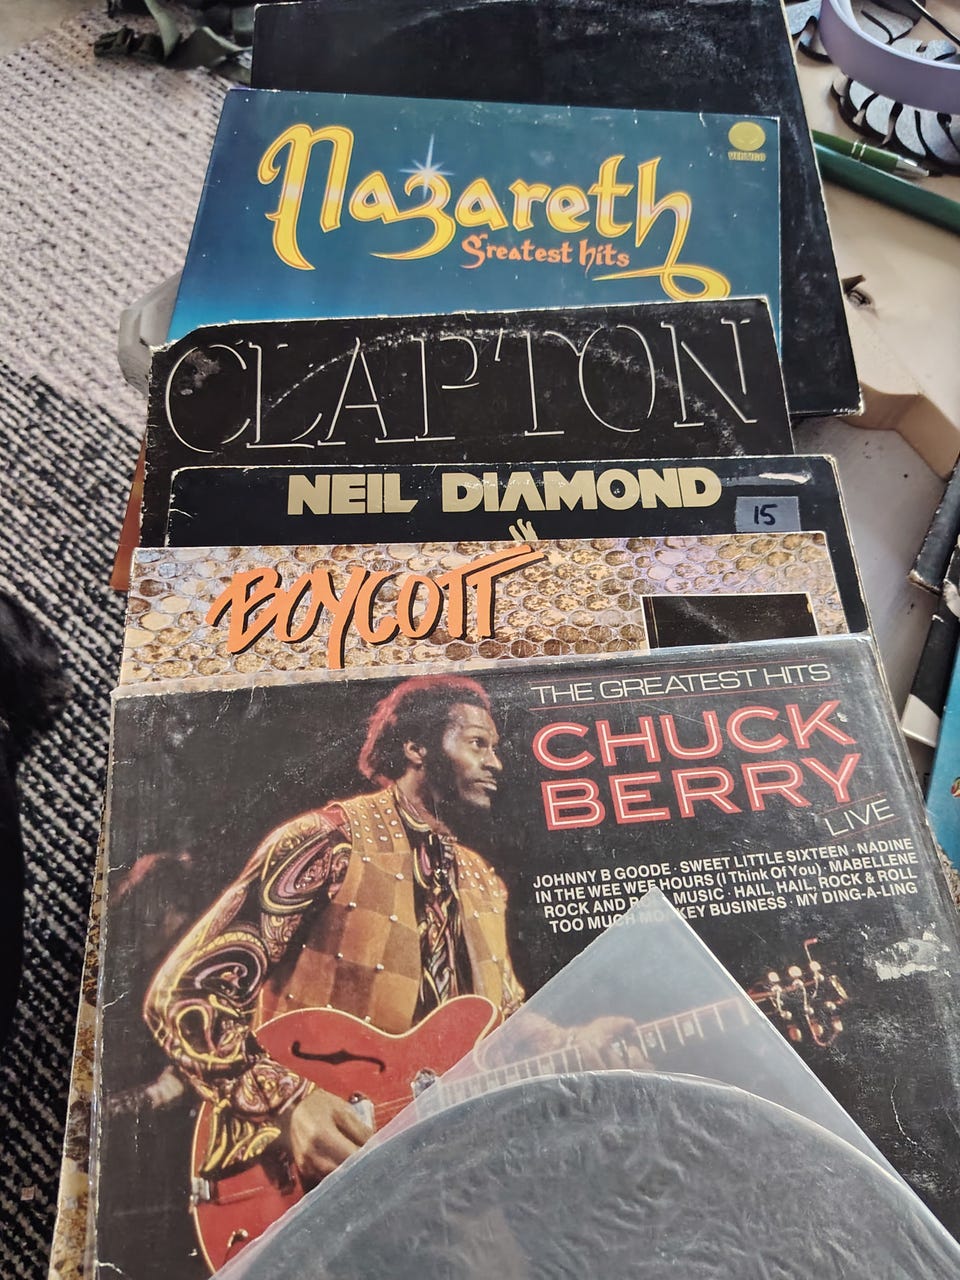 Nazareth
Greatest hits
VERTIGO
CLAPTON
NEIL DIAMOND
15
BOYCOTT
THE GREATEST HITS
CHUCK
BERRY
LIVE
JOHNNY B GOODE · SWEET LITTLE SIXTEEN · NADINE
IN THE WEE WEE HOURS (I Think Of You) · MABELLENE
ROCK AND ROLL MUSIC · HAIL, HAIL, ROCK & ROLL
TOO MUCH MONKEY BUSINESS · MY DING-A-LING